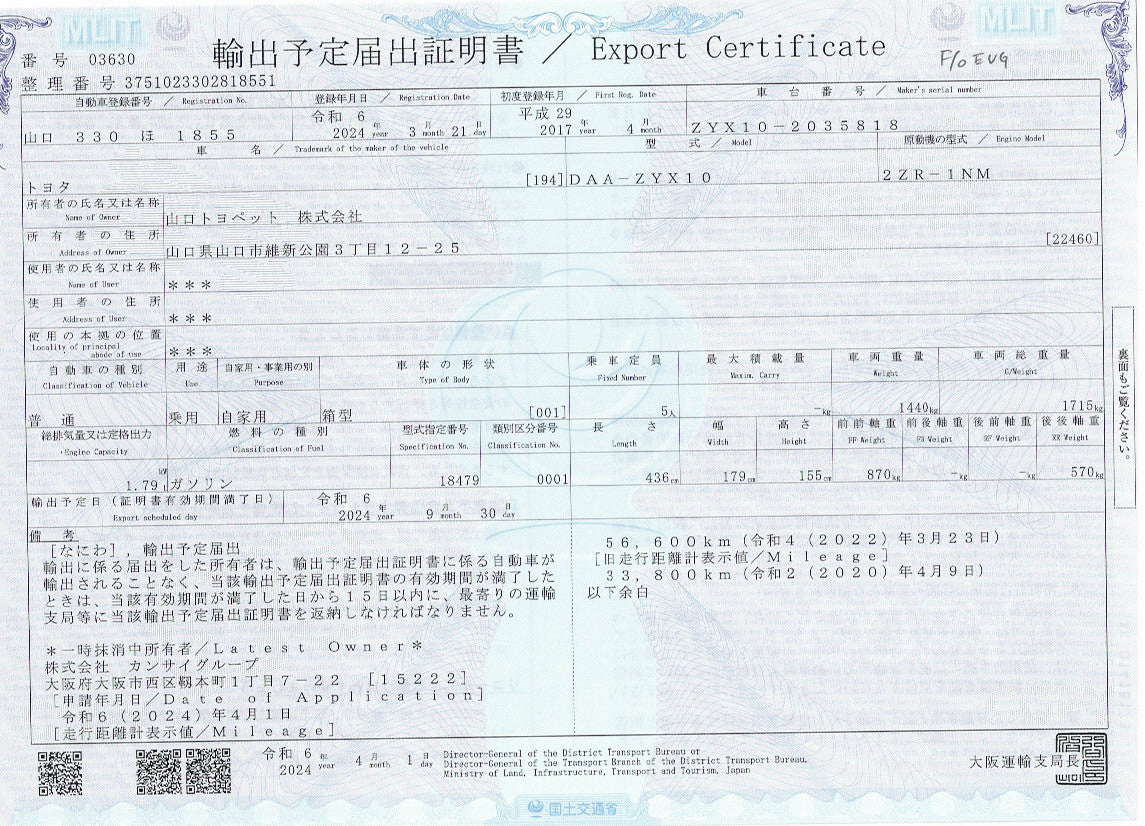 MLIT
MLIT
番 号 03630
輸出予定届出証明書 / Export Certificate
F/O EUG
整 理 番 号 3751023302818551
自動車登録番号 / Registration No.
登録年月日 / Registration Date
初度登録年月 / First Reg. Date
車 台 番 号 / Maker's serial number
山口 330 ほ 1855
令和 6
2024 年 year 3 月 month 21 日 day
平成 29
2017 年 year 4 月 month
ZYX10-2035818
車 名 / Trademark of the maker of the vehicle
型 式 / Model
原動機の型式 / Engine Model
トヨタ
[194]
DAA-ZYX10
2ZR-1NM
所有者の氏名又は名称
Name of Owner
山口トヨペット 株式会社
所 有 者 の 住 所
Address of Owner
山口県山口市維新公園3丁目12-25
[22460]
使用者の氏名又は名称
Name of User
***
使 用 者 の 住 所
Address of User
***
使用の本拠の位置
Locality of principal abode of use
***
自動車の種別
Classification of Vehicle
用 途
Use
自家用・事業用の別
Purpose
車 体 の 形 状
Type of Body
乗 車 定 員
Fixed Number
最 大 積 載 量
Maxim. Carry
車 両 重 量
Weight
車 両 総 重 量
G/Weight
普 通
乗用
自家用
箱型
[001]
5人
-kg
1440kg
1715kg
総排気量又は定格出力
・Engine Capacity
燃 料 の 種 別
Classification of Fuel
型式指定番号
Specification No.
類別区分番号
Classification No.
長 さ
Length
幅
Width
高 さ
Height
前前軸重
FF Weight
前後軸重
FR Weight
後前軸重
RF Weight
後後軸重
RR Weight
kW
1.79 l
ガソリン
18479
0001
436cm
179cm
155cm
870kg
-kg
-kg
570kg
輸出予定日(証明書有効期間満了日)
Export scheduled day
令和 6
2024 年 year 9 月 month 30 日 day
備 考
[なにわ],輸出予定届出
輸出に係る届出をした所有者は、輸出予定届出証明書に係る自動車が
輸出されることなく、当該輸出予定届出証明書の有効期間が満了した
ときは、当該有効期間が満了した日から15日以内に、最寄りの運輸
支局等に当該輸出予定届出証明書を返納しなければなりません。
*一時抹消中所有者/Latest Owner*
株式会社 カンサイグループ
大阪府大阪市西区靱本町1丁目7-22 [15222]
[申請年月日/Date of Application]
令和6(2024)年4月1日
[走行距離計表示値/Mileage]
56,600km(令和4(2022)年3月23日)
[旧走行距離計表示値/Mileage]
33,800km(令和2(2020)年4月9日)
以下余白
裏面もご覧ください。
令和 6
2024 年 year 4 月 month 1 日 day
Director-General of the District Transport Bureau or
Director-General of the Transport Branch of the District Transport Bureau,
Ministry of Land, Infrastructure, Transport and Tourism, Japan
大阪運輸支局長
国土交通省